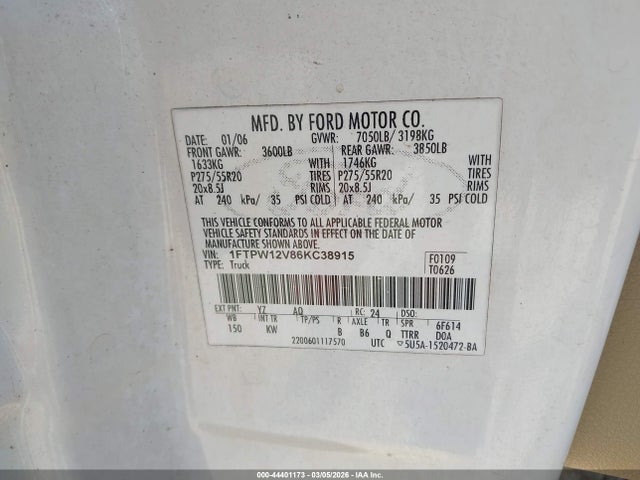 MFD. BY FORD MOTOR CO.
DATE: 01/06 GVWR: 7050LB/ 3198KG
FRONT GAWR: 3600LB REAR GAWR: 3850LB
1633KG WITH 1746KG WITH
P275/55R20 TIRES P275/55R20 TIRES
20x8.5J RIMS 20x8.5J RIMS
AT 240 kPa/ 35 PSI COLD AT 240 kPa/ 35 PSI COLD
THIS VEHICLE CONFORMS TO ALL APPLICABLE FEDERAL MOTOR
VEHICLE SAFETY STANDARDS IN EFFECT ON THE DATE OF
MANUFACTURE SHOWN ABOVE.
VIN: 1FTPW12V86KC38915 F0109
TYPE: Truck T0626
EXT PNT: YZ AQ RC: 24 DSO:
WB INT TR TP/PS R AXLE TR SPR 6F614
150 KW B B6 Q TTRR DOA
2200601117570 UTC ▽5U5A-1520472-BA
000-44401173 - 03/05/2026 - IAA Inc.